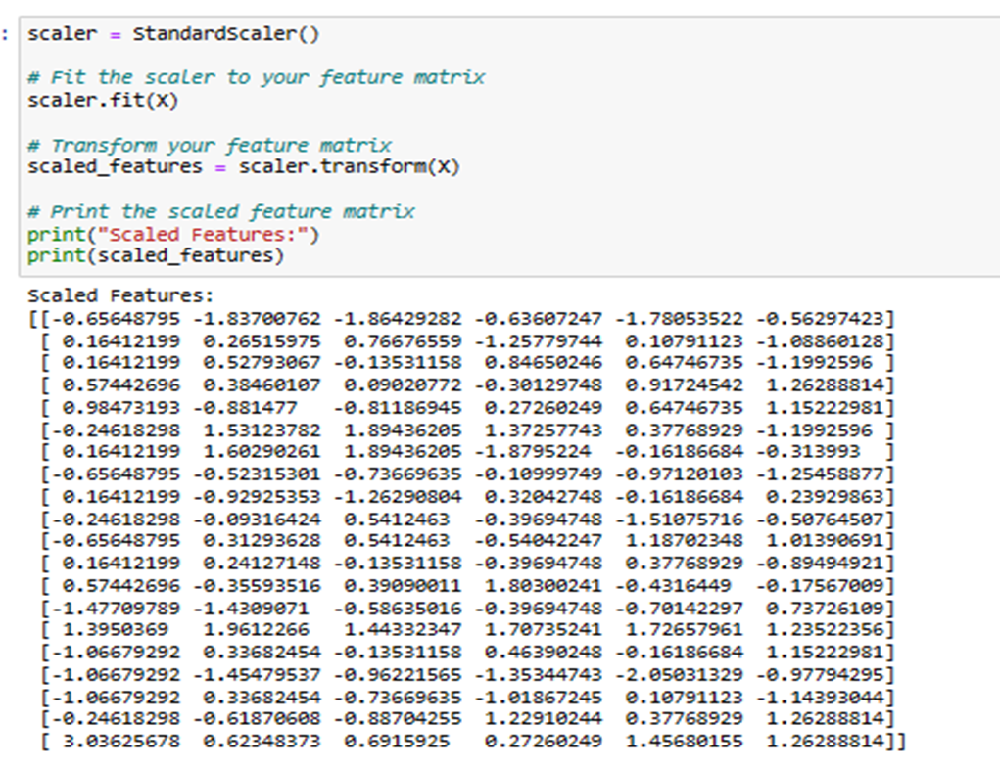 : scaler = StandardScaler()
# Fit the scaler to your feature matrix
scaler.fit(X)
# Transform your feature matrix
scaled_features = scaler.transform(X)
# Print the scaled feature matrix
print("Scaled Features:")
print(scaled_features)
Scaled Features:
[[-0.65648795 -1.83700762 -1.86429282 -0.63607247 -1.78053522 -0.56297423]
[ 0.16412199 0.26515975 0.76676559 -1.25779744 0.10791123 -1.08860128]
[ 0.16412199 0.52793067 -0.13531158 0.84650246 0.64746735 -1.1992596 ]
[ 0.57442696 0.38460107 0.09020772 -0.30129748 0.91724542 1.26288814]
[ 0.98473193 -0.881477 -0.81186945 0.27260249 0.64746735 1.15222981]
[-0.24618298 1.53123782 1.89436205 1.37257743 0.37768929 -1.1992596 ]
[ 0.16412199 1.60290261 1.89436205 -1.8795224 -0.16186684 -0.313993 ]
[-0.65648795 -0.52315301 -0.73669635 -0.10999749 -0.97120103 -1.25458877]
[ 0.16412199 -0.92925353 -1.26290804 0.32042748 -0.16186684 0.23929863]
[-0.24618298 -0.09316424 0.5412463 -0.39694748 -1.51075716 -0.50764507]
[-0.65648795 0.31293628 0.5412463 -0.54042247 1.18702348 1.01390691]
[ 0.16412199 0.24127148 -0.13531158 -0.39694748 0.37768929 -0.89494921]
[ 0.57442696 -0.35593516 0.39090011 1.80300241 -0.4316449 -0.17567009]
[-1.47709789 -1.4309071 -0.58635016 -0.39694748 -0.70142297 0.73726109]
[ 1.3950369 1.9612266 1.44332347 1.70735241 1.72657961 1.23522356]
[-1.06679292 0.33682454 -0.13531158 0.46390248 -0.16186684 1.15222981]
[-1.06679292 -1.45479537 -0.96221565 -1.35344743 -2.05031329 -0.97794295]
[-1.06679292 0.33682454 -0.73669635 -1.01867245 0.10791123 -1.14393044]
[-0.24618298 -0.61870608 -0.88704255 1.22910244 0.37768929 1.26288814]
[ 3.03625678 0.62348373 0.6915925 0.27260249 1.45680155 1.26288814]]